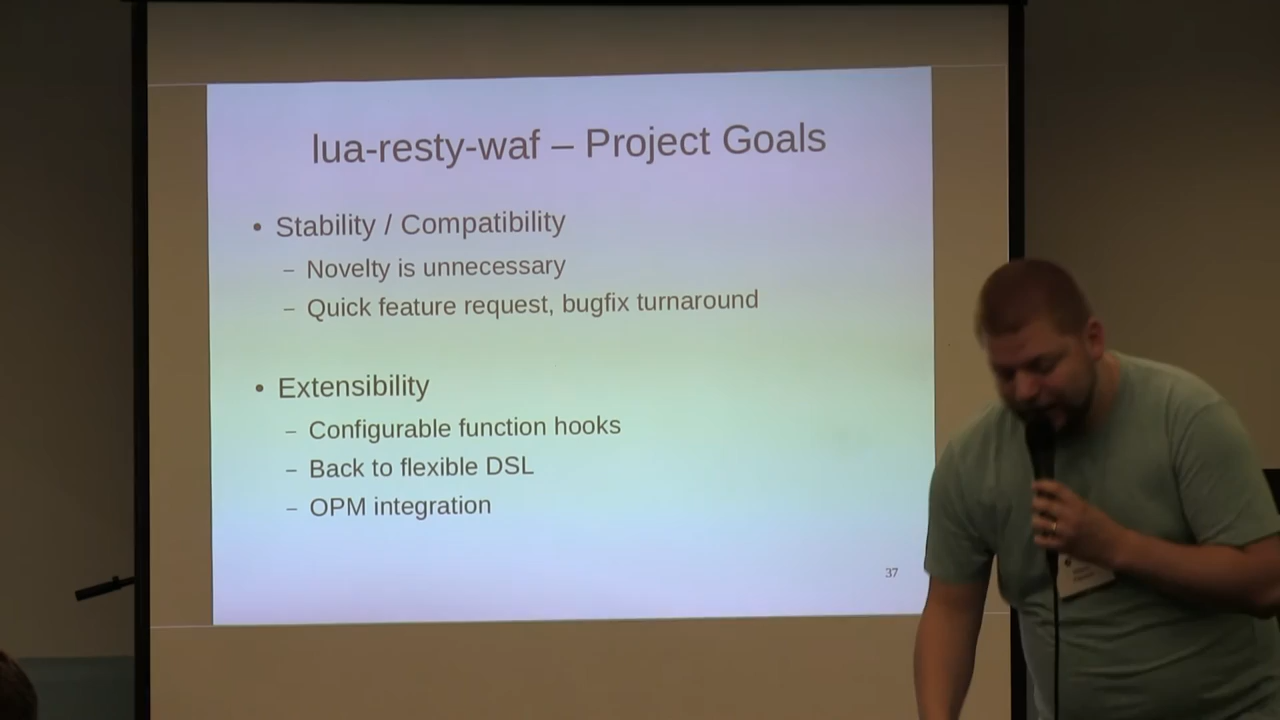 lua-resty-waf – Project Goals
• Stability / Compatibility
– Novelty is unnecessary
– Quick feature request, bugfix turnaround
• Extensibility
– Configurable function hooks
– Back to flexible DSL
– OPM integration
37